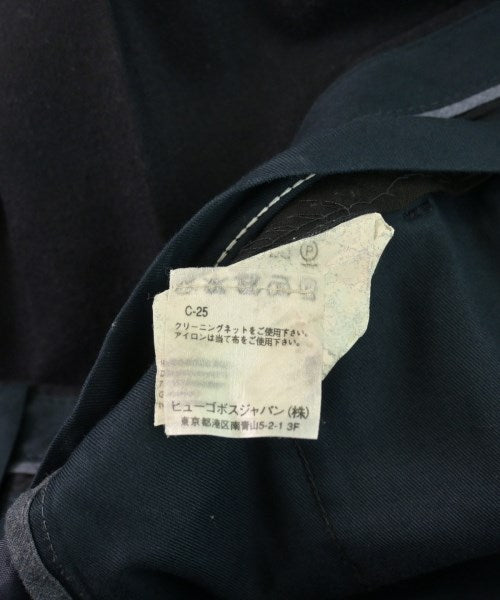 P
C-25
クリーニングネットをご使用下さい。
アイロンは当て布をご使用下さい。
ヒューゴボスジャパン(株)
東京都港区南青山5-2-1 3F